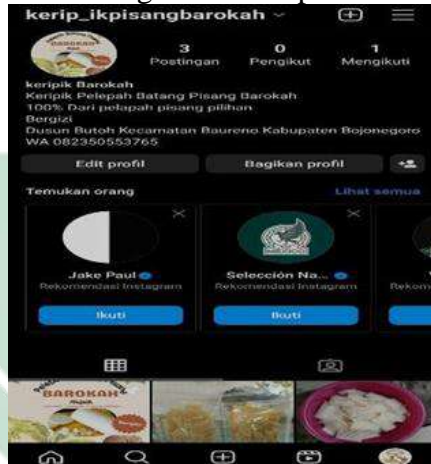 kerip_ikpisangbarokah
3 0 1
Postingan Pengikut Mengikuti
keripik Barokah
Keripik Pelepah Batang Pisang Barokah
100% Dari pelapah pisang pilihan
Bergizi
Dusun Butoh Kecamatan Baureno Kabupaten Bojonegoro
WA 082350553765
Edit profil Bagikan profil
Temukan orang Lihat semua
Jake Paul Selección Na...
Rekomendasi Instagram Rekomendasi Instagram Rekom
Ikuti Ikuti
BAROKAH